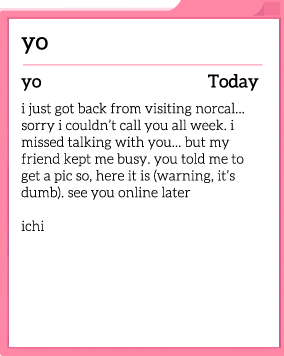 yo
yo Today
i just got back from visiting norcal...
sorry i couldn't call you all week. i
missed talking with you... but my
friend kept me busy. you told me to
get a pic so, here it is (warning, it's
dumb). see you online later
ichi